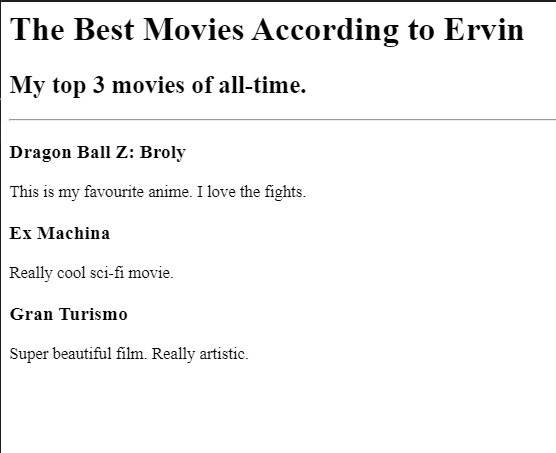 The Best Movies According to Ervin
My top 3 movies of all-time.
Dragon Ball Z: Broly
This is my favourite anime. I love the fights.
Ex Machina
Really cool sci-fi movie.
Gran Turismo
Super beautiful film. Really artistic.